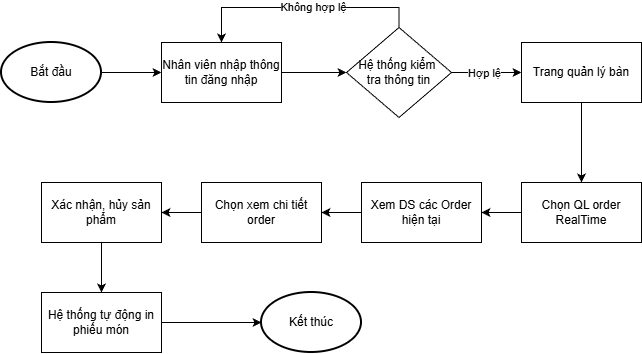 Không hợp lệ
Bắt đầu
Nhân viên nhập thông
tin đăng nhập
Hệ thống kiểm
tra thông tin
Hợp lệ
Trang quản lý bàn
Xác nhận, hủy sản
phẩm
Chọn xem chi tiết
order
Xem DS các Order
hiện tại
Chọn QL order
RealTime
Hệ thống tự động in
phiếu món
Kết thúc